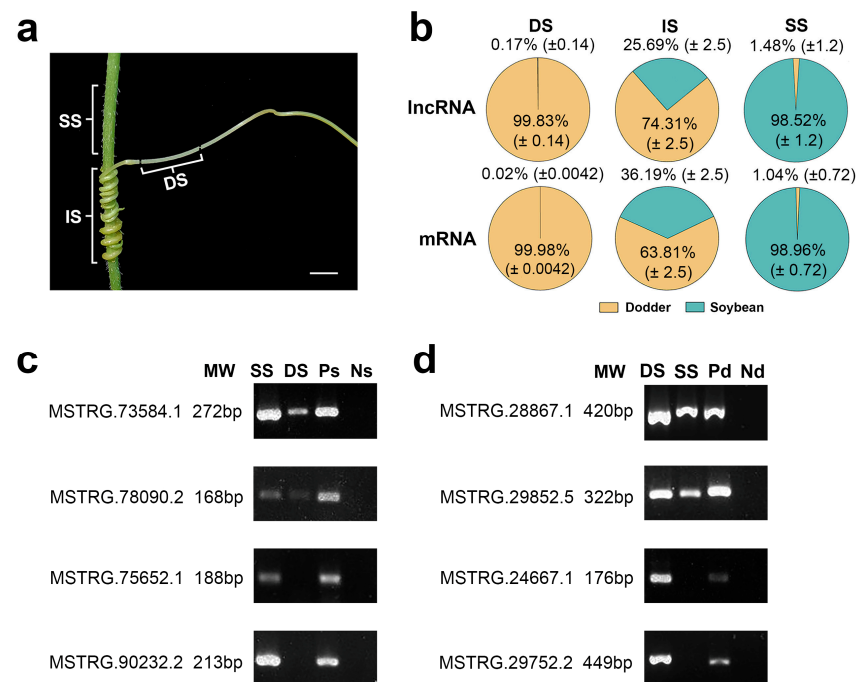 a
SS
DS
IS
b
DS IS SS
0.17% (±0.14) 25.69% (± 2.5) 1.48% (±1.2)
lncRNA
99.83% (± 0.14)
74.31% (± 2.5)
98.52% (± 1.2)
0.02% (±0.0042) 36.19% (± 2.5) 1.04% (±0.72)
mRNA
99.98% (± 0.0042)
63.81% (± 2.5)
98.96% (± 0.72)
Dodder Soybean
c
MW SS DS Ps Ns
MSTRG.73584.1 272bp
MSTRG.78090.2 168bp
MSTRG.75652.1 188bp
MSTRG.90232.2 213bp
d
MW DS SS Pd Nd
MSTRG.28867.1 420bp
MSTRG.29852.5 322bp
MSTRG.24667.1 176bp
MSTRG.29752.2 449bp